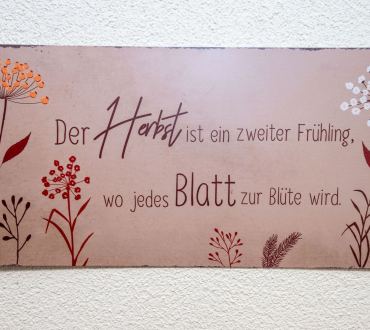 Der Herbst ist ein zweiter Frühling,
wo jedes Blatt zur Blüte wird.